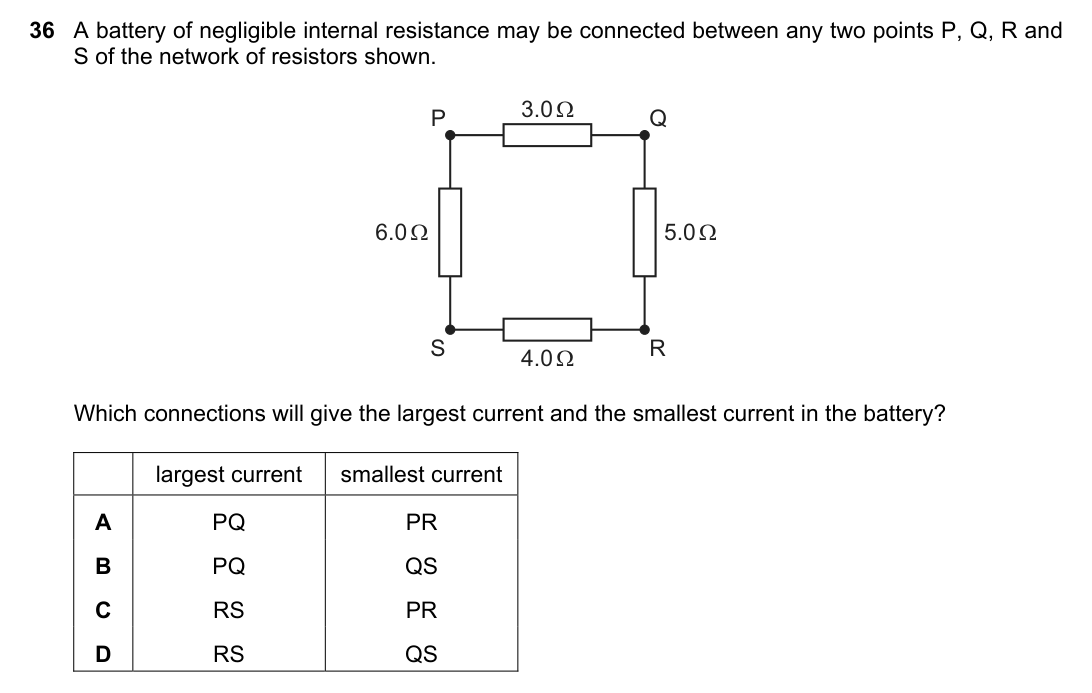 36 A battery of negligible internal resistance may be connected between any two points P, Q, R and
S of the network of resistors shown.
P
3.0Ω
Q
6.0Ω
5.0Ω
S
4.0Ω
R
Which connections will give the largest current and the smallest current in the battery?
largest current smallest current
A PQ PR
B PQ QS
C RS PR
D RS QS